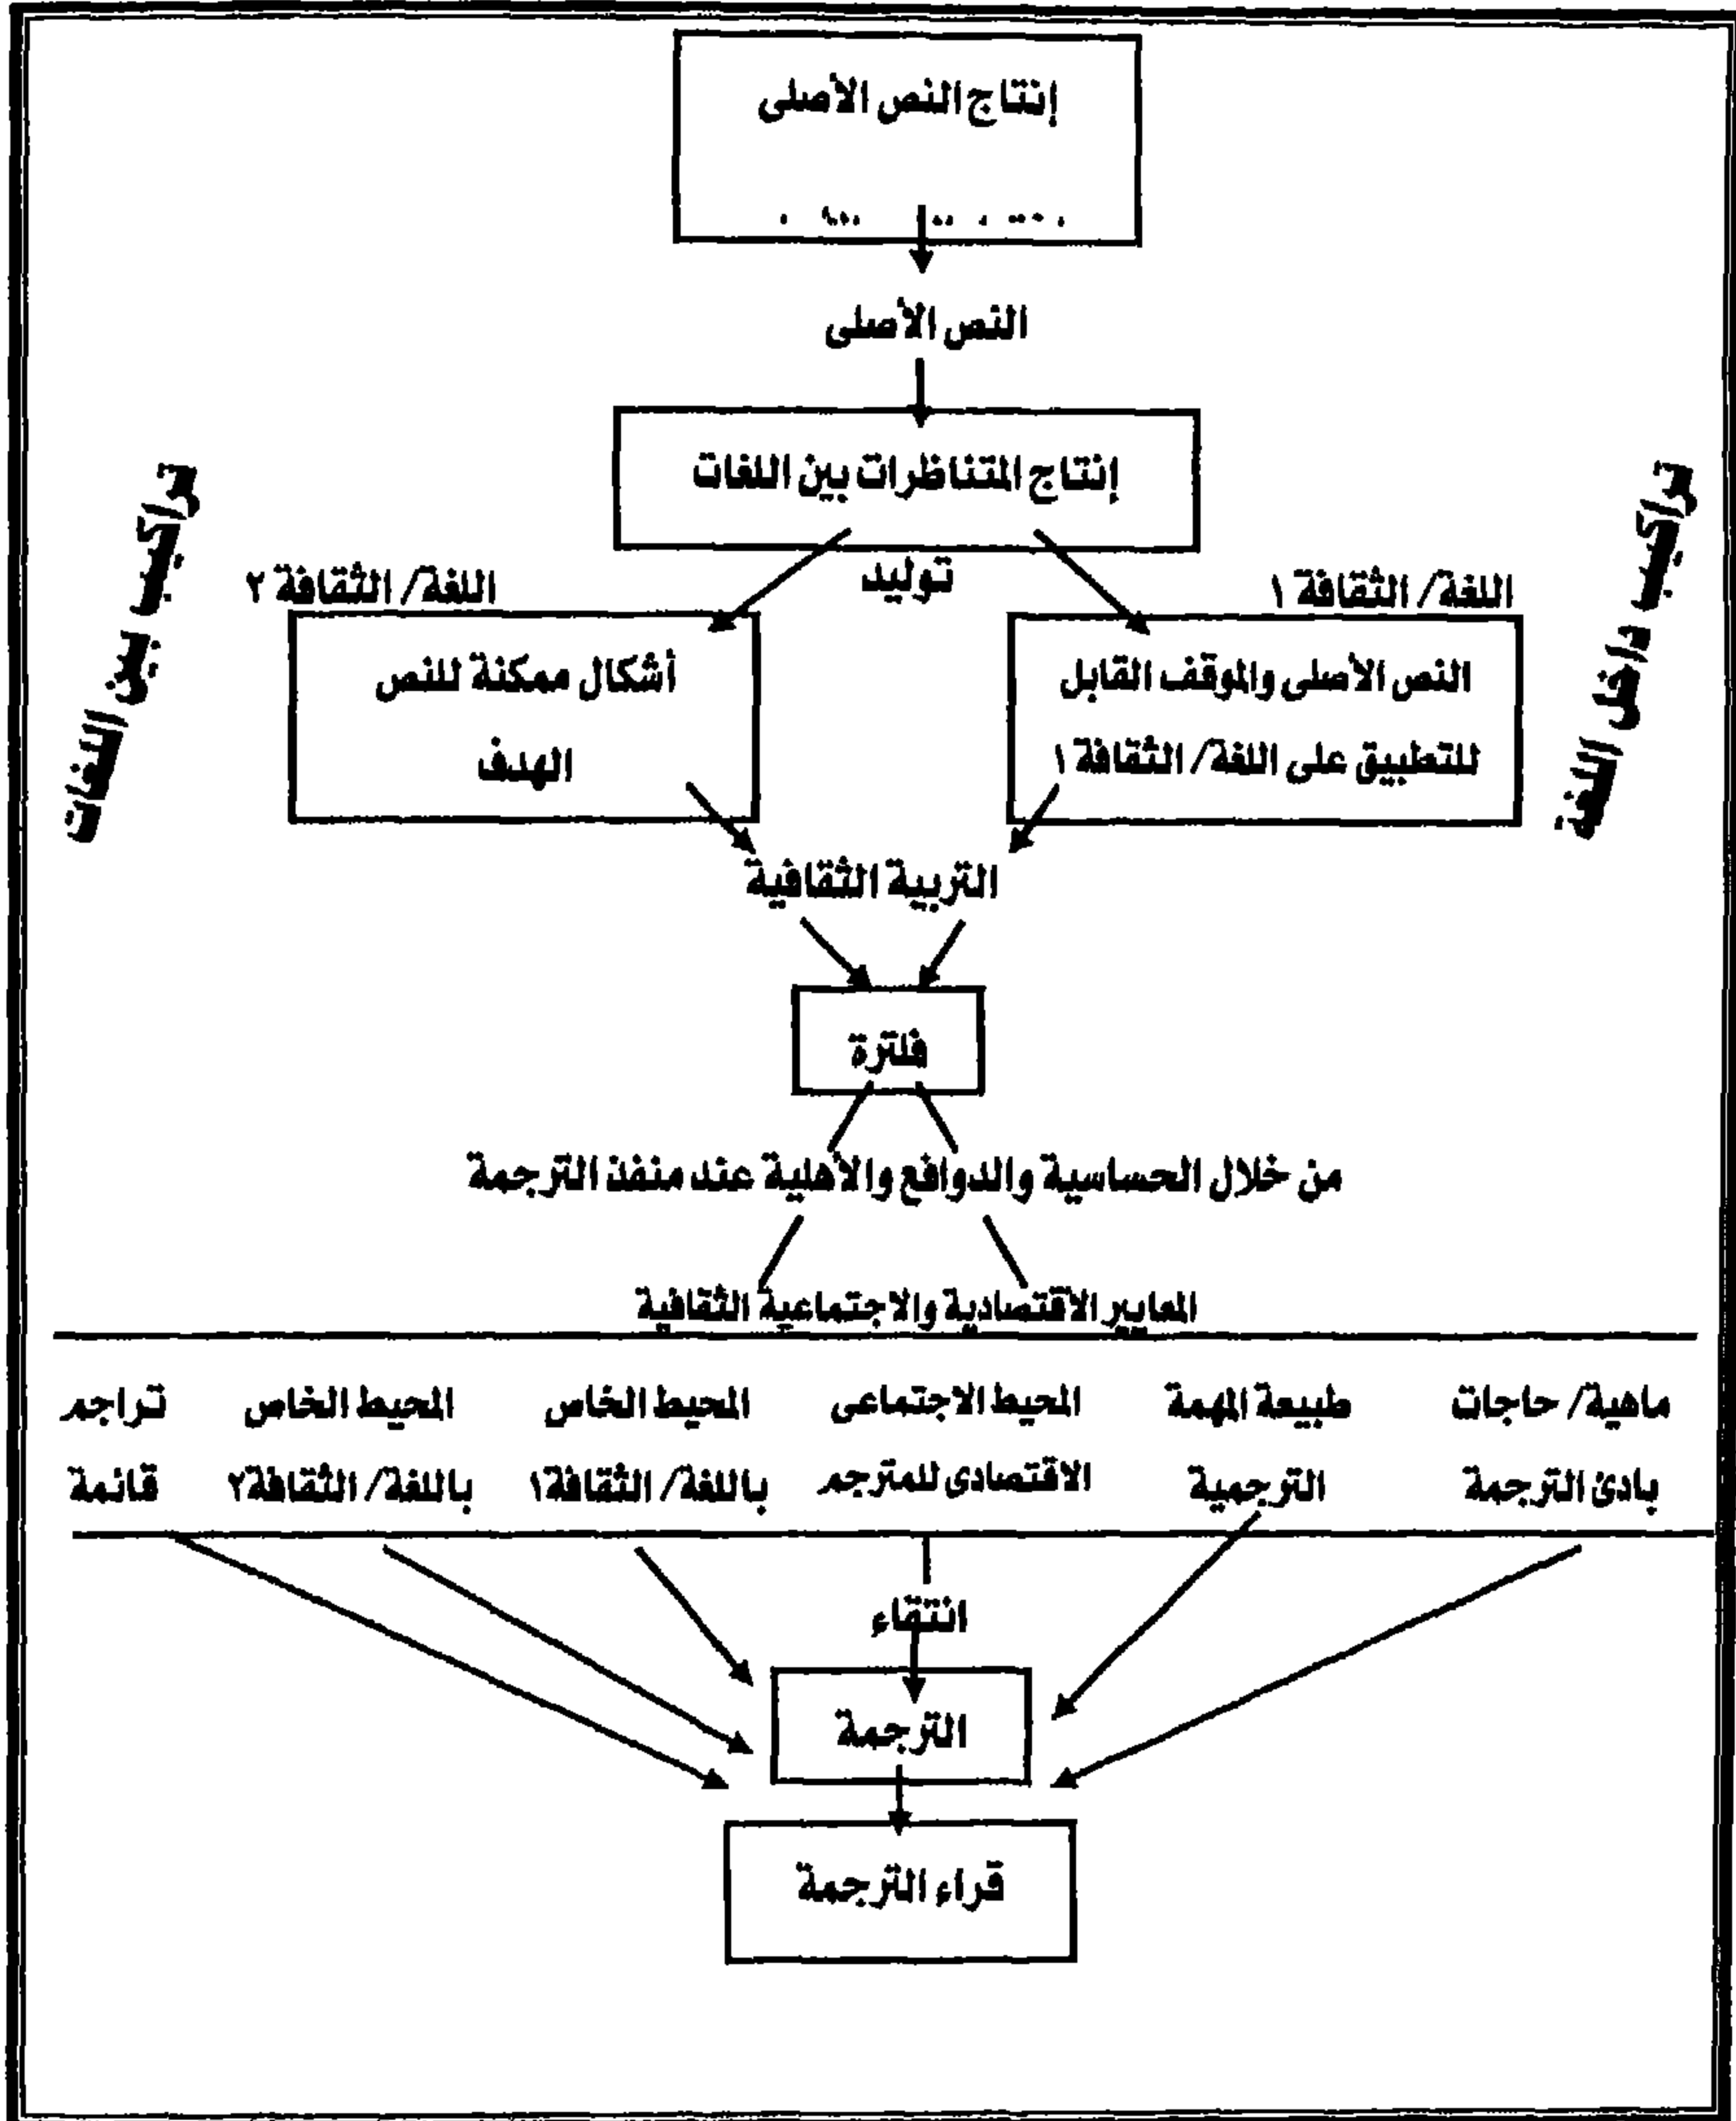 إنتاج النص الأصلى
النص الأصلى
إنتاج المتناظرات بين اللغات
توليد
اللغة/ الثقافة ١
اللغة/ الثقافة ٢
تراكيب داخل اللغة
تراكيب بين اللغات
النص الأصلى والموقف القابل
للتطبيق على اللغة/ الثقافة ١
أشكال ممكنة للنص
الهدف
التربية الثقافية
فلترة
من خلال الحساسية والدوافع والأهلية عند منفذ الترجمة
المعايير الاقتصادية والاجتماعية الثقافية
ماهية/ حاجات
بادئ الترجمة
طبيعة المهمة
الترجمية
المحيط الاجتماعى
الاقتصادى للمترجم
المحيط الخاص
باللغة/ الثقافة١
المحيط الخاص
باللغة/ الثقافة٢
تراجم
قائمة
انتقاء
الترجمة
قراء الترجمة